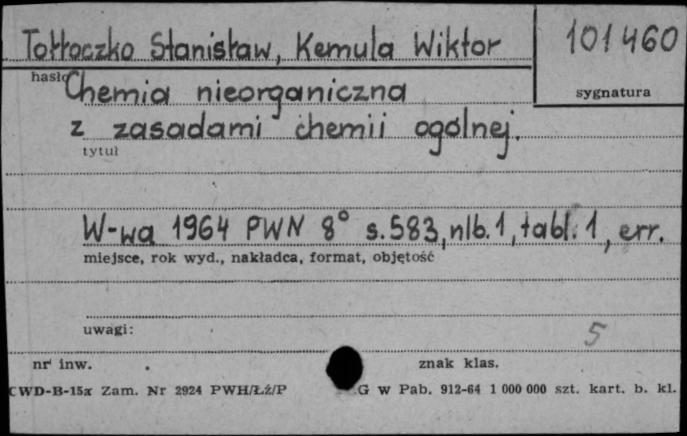 Tołłoczko Stanisław, Kemula Wiktor
101460
hasło
sygnatura
Chemia nieorganiczna
z zasadami chemii ogólnej.
tytuł
W-wa 1964 PWN 8° s.583, nlb.1, tabl. 1, err.
miejsce, rok wyd., nakładca, format, objętość
uwagi:
5
nr inw.
znak klas.
CWD-B-15x Zam. Nr 2924 PWH/Łż/P G w Pab. 912-64 1 000 000 szt. kart. b. kl.